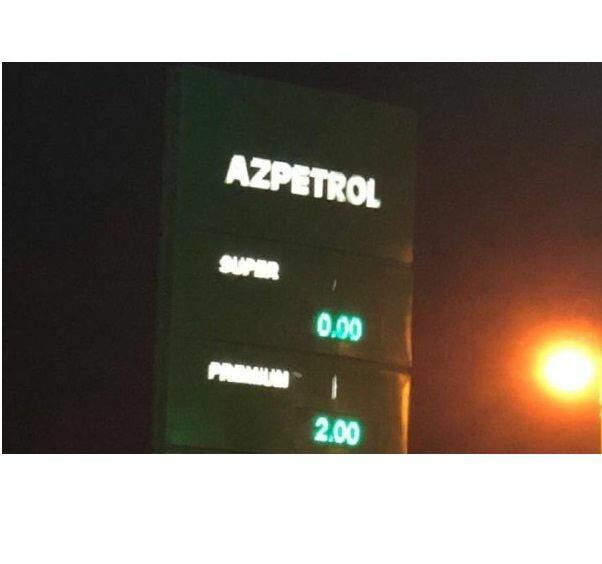 AZPETROL
SUPER
0.00
PREMIUM
2.00